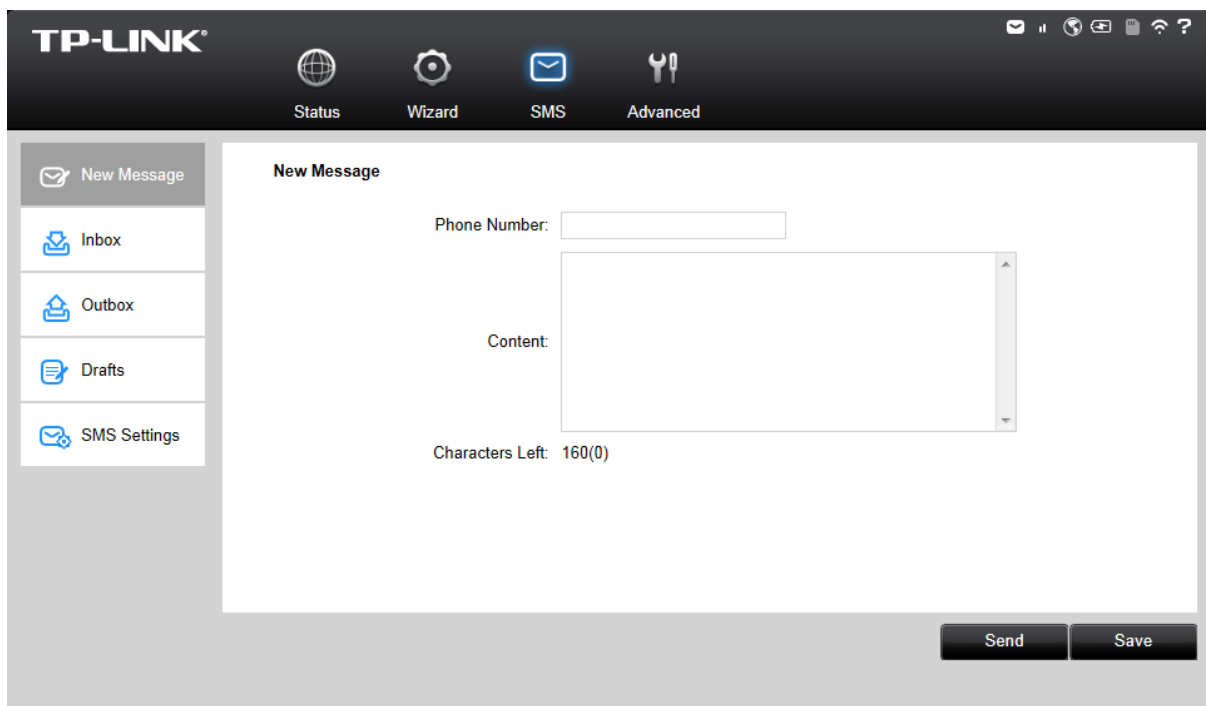 TP-LINK®
?
Status
Wizard
SMS
Advanced
New Message
Inbox
Outbox
Drafts
SMS Settings
New Message
Phone Number:
Content:
Characters Left: 160(0)
Send
Save